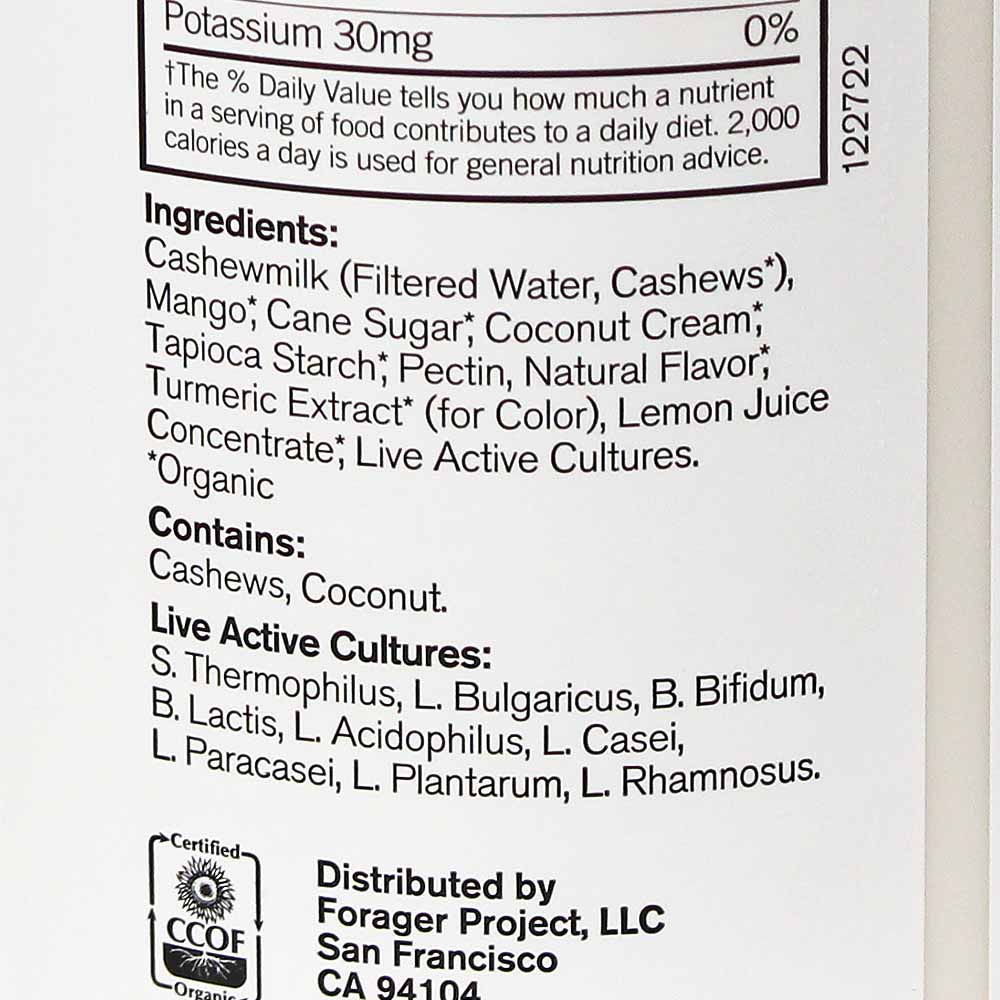 Potassium 30mg 0%
†The % Daily Value tells you how much a nutrient
in a serving of food contributes to a daily diet. 2,000
calories a day is used for general nutrition advice.
122722
Ingredients:
Cashewmilk (Filtered Water, Cashews*),
Mango*, Cane Sugar*, Coconut Cream*,
Tapioca Starch*, Pectin, Natural Flavor*,
Turmeric Extract* (for Color), Lemon Juice
Concentrate*, Live Active Cultures.
*Organic
Contains:
Cashews, Coconut.
Live Active Cultures:
S. Thermophilus, L. Bulgaricus, B. Bifidum,
B. Lactis, L. Acidophilus, L. Casei,
L. Paracasei, L. Plantarum, L. Rhamnosus.
Certified
CCOF
Organic
Distributed by
Forager Project, LLC
San Francisco
CA 94104